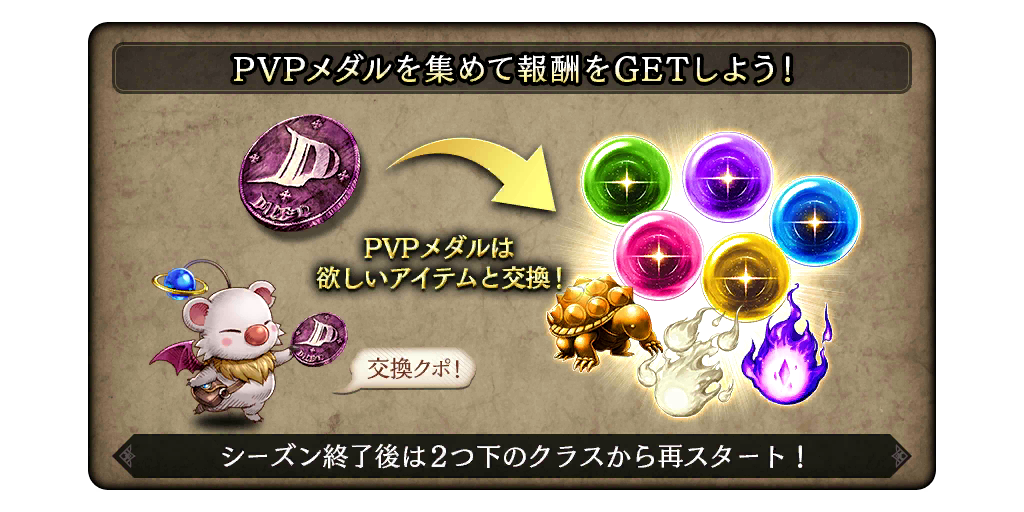 PVPメダルを集めて報酬をGETしよう！
PVPメダルは
欲しいアイテムと交換！
交換クポ！
シーズン終了後は２つ下のクラスから再スタート！